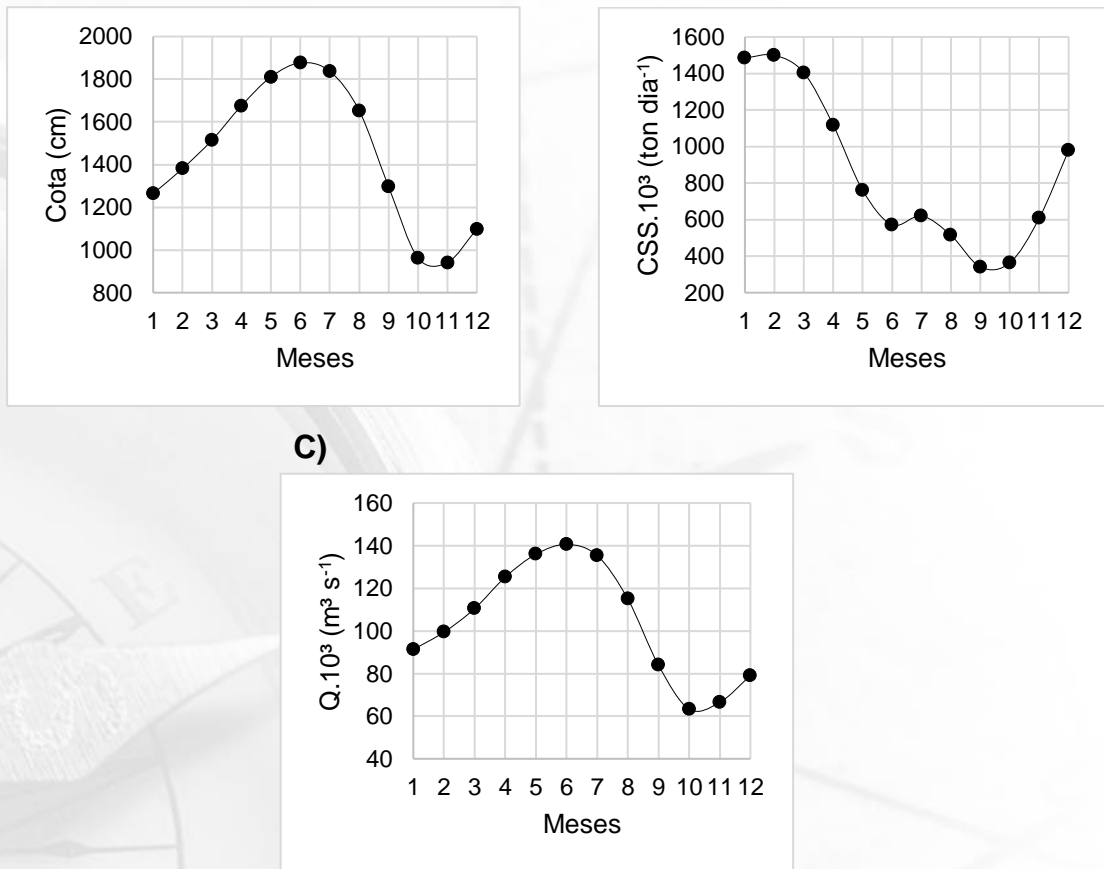 2000
1800
1600
1400
1200
1000
800
Cota (cm)
1 2 3 4 5 6 7 8 9 10 11 12
Meses
1600
1400
1200
1000
800
600
400
200
CSS.10³ (ton dia⁻¹)
1 2 3 4 5 6 7 8 9 10 11 12
Meses
C)
160
140
120
100
80
60
40
Q.10³ (m³ s⁻¹)
1 2 3 4 5 6 7 8 9 10 11 12
Meses
E